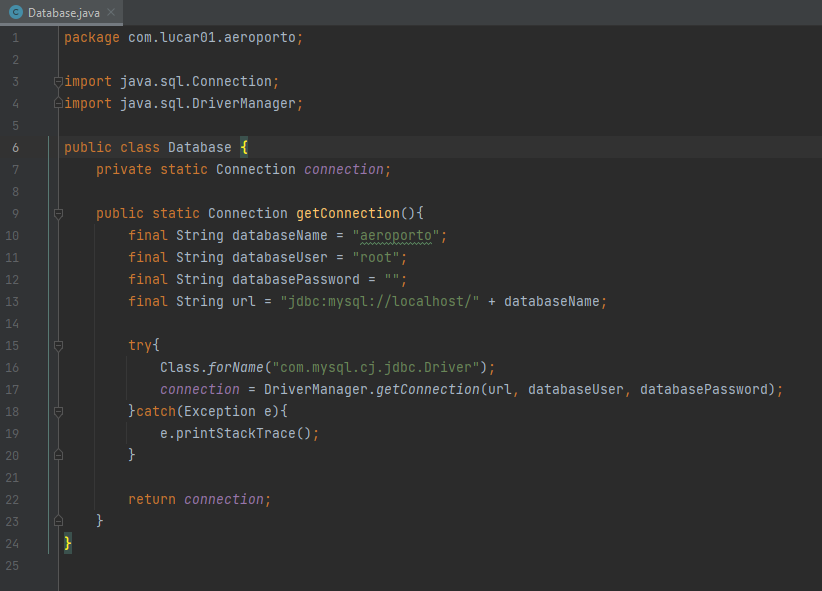 Database.java
1 package com.lucar01.aeroporto;
2
3 import java.sql.Connection;
4 import java.sql.DriverManager;
5
6 public class Database {
7     private static Connection connection;
8
9     public static Connection getConnection(){
10         final String databaseName = "aeroporto";
11         final String databaseUser = "root";
12         final String databasePassword = "";
13         final String url = "jdbc:mysql://localhost/" + databaseName;
14
15         try{
16             Class.forName("com.mysql.cj.jdbc.Driver");
17             connection = DriverManager.getConnection(url, databaseUser, databasePassword);
18         }catch(Exception e){
19             e.printStackTrace();
20         }
21
22         return connection;
23     }
24 }
25